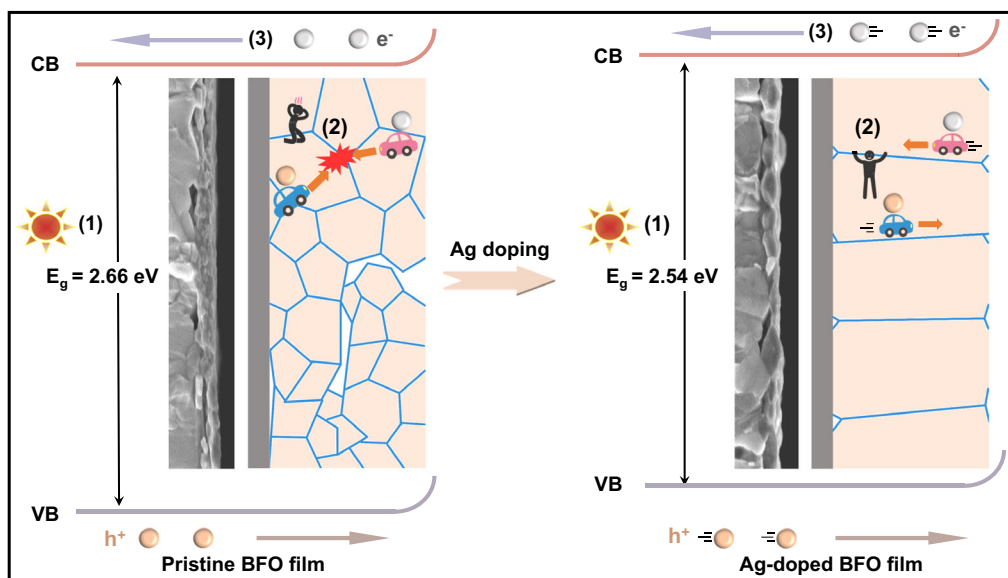 (3) e⁻
CB
(2)
(1)
E_g = 2.66 eV
VB
h⁺
Pristine BFO film
Ag doping
(3) e⁻
CB
(2)
(1)
E_g = 2.54 eV
VB
h⁺
Ag-doped BFO film